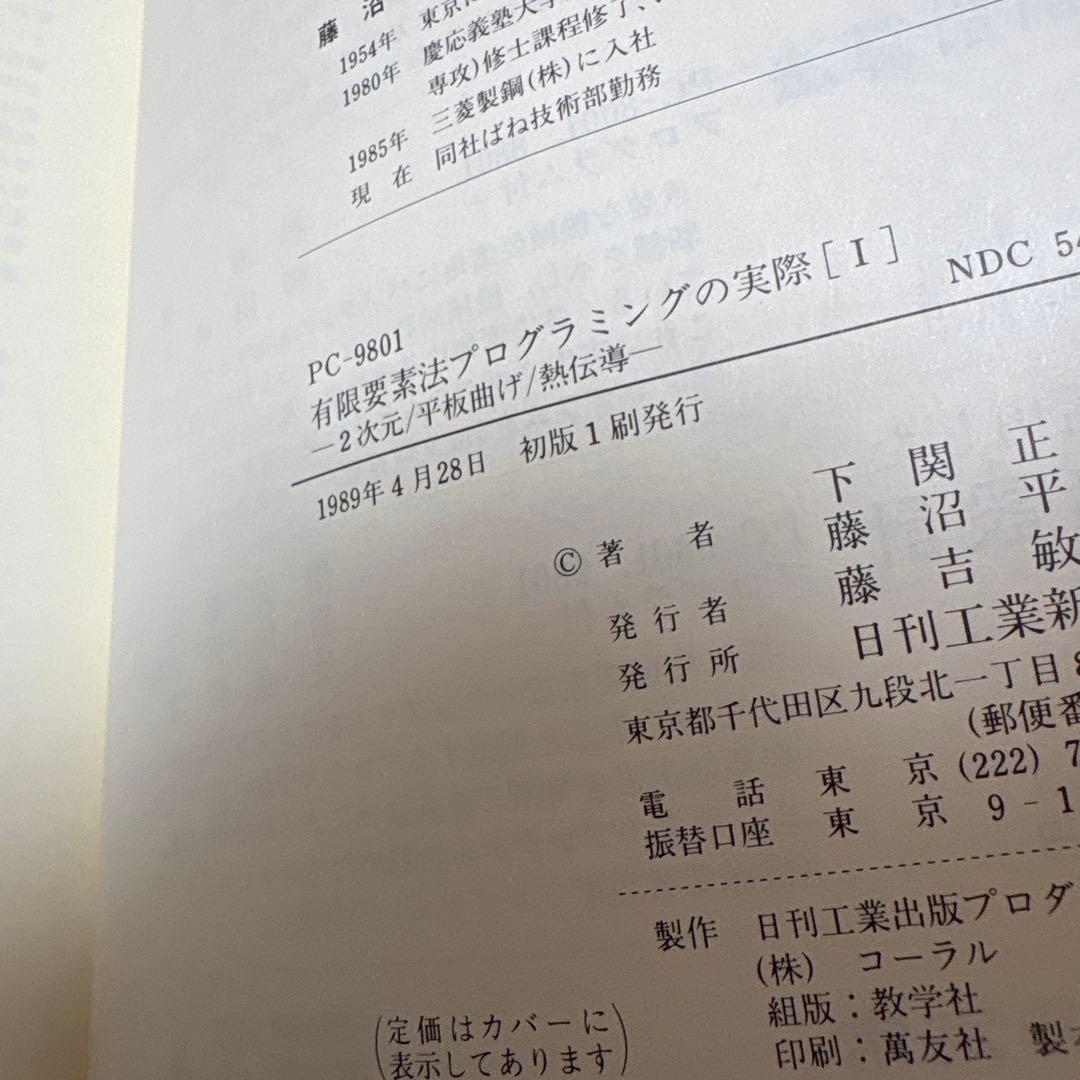 藤 治
1954年 東京
1980年 慶応義塾大学
専攻)修士課程修了、
三菱製鋼(株)に入社
1985年 同社ばね技術部勤務
現 在
PC-9801
有限要素法プログラミングの実際[I] NDC 54
—2次元/平板曲げ/熱伝導—
1989年4月28日 初版1刷発行
©著 者 下 関 正
藤 沼 平
発行者 藤 吉 敏
発行所 日刊工業新
東京都千代田区九段北一丁目8
(郵便番
電 話 東 京 (222) 7
振替口座 東 京 9-1
製作 日刊工業出版プロダ
(株) コーラル
組版:教学社
印刷:萬友社 製
(定価はカバーに
表示してあります)